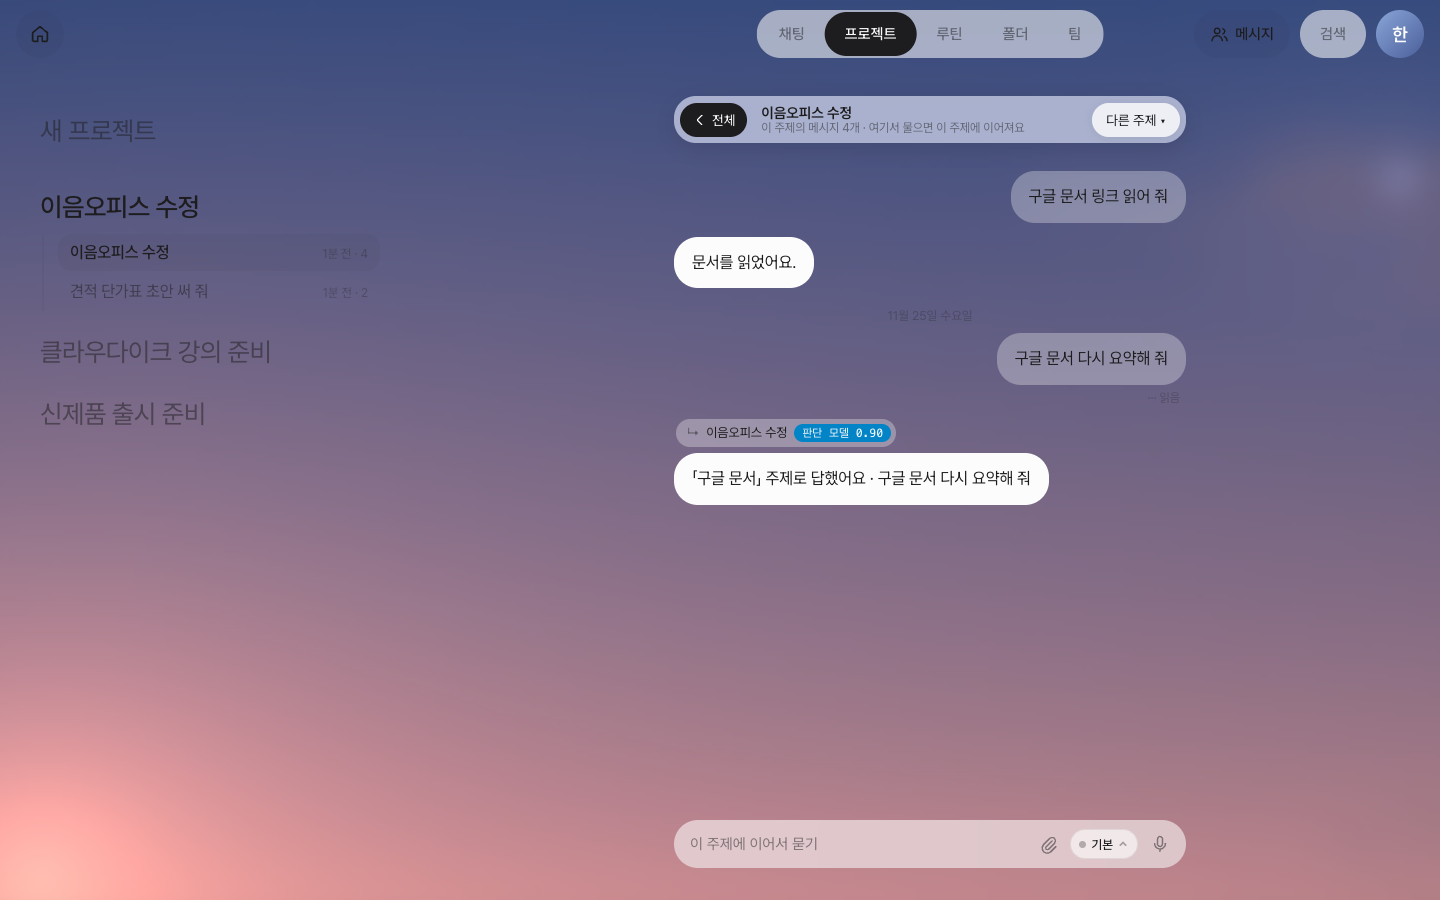 채팅
프로젝트
루틴
폴더
팀
메시지
검색
한
새 프로젝트
이음오피스 수정
이음오피스 수정
1분 전 · 4
견적 단가표 초안 써 줘
1분 전 · 2
클라우다이크 강의 준비
신제품 출시 준비
전체
이음오피스 수정
이 주제의 메시지 4개 · 여기서 물으면 이 주제에 이어져요
다른 주제
구글 문서 링크 읽어 줘
문서를 읽었어요.
11월 25일 수요일
구글 문서 다시 요약해 줘
– 읽음
이음오피스 수정
판단 모델 0.90
「구글 문서」 주제로 답했어요 · 구글 문서 다시 요약해 줘
이 주제에 이어서 묻기
기본